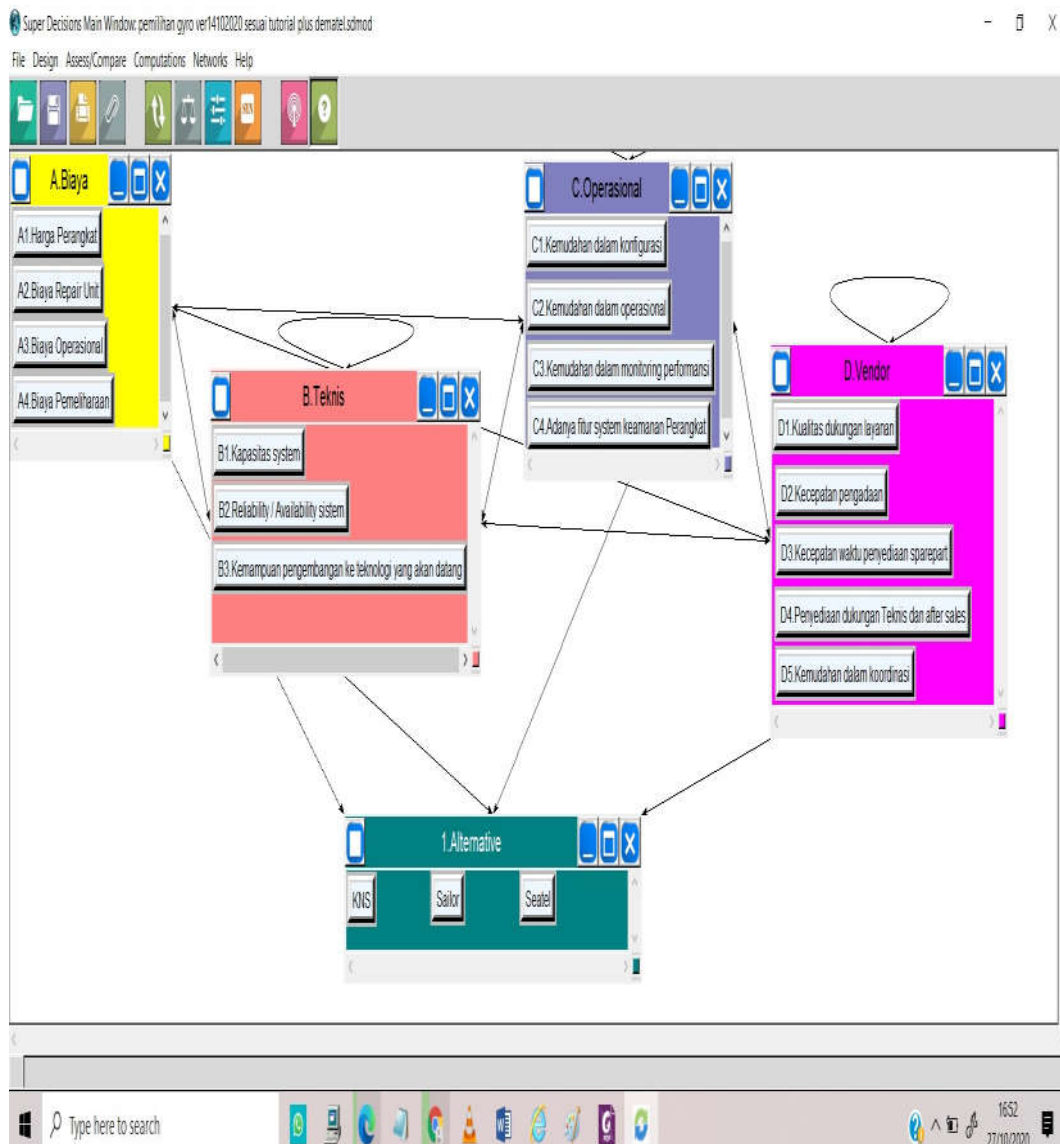 Super Decisions Main Window: pemilihan gyro ver14102020 sesuai tutorial plus dematel.sdmod
File Design Assess/Compare Computations Networks Help
A.Biaya
A1.Harga Perangkat
A2.Biaya Repair Unit
A3.Biaya Operasional
A4.Biaya Pemeliharaan
C.Operasional
C1.Kemudahan dalam konfigurasi
C2.Kemudahan dalam operasional
C3.Kemudahan dalam monitoring performansi
C4.Adanya fitur system keamanan Perangkat
B.Teknis
B1.Kapasitas system
B2.Reliability / Availability sistem
B3.Kemampuan pengembangan ke teknologi yang akan datang
D.Vendor
D1.Kualitas dukungan layanan
D2.Kecepatan pengadaan
D3.Kecepatan waktu penyediaan sparepart
D4.Penyediaan dukungan Teknis dan after sales
D5.Kemudahan dalam koordinasi
1.Alternative
KNS Sailor Seatel
Type here to search
1652
27/10/2020